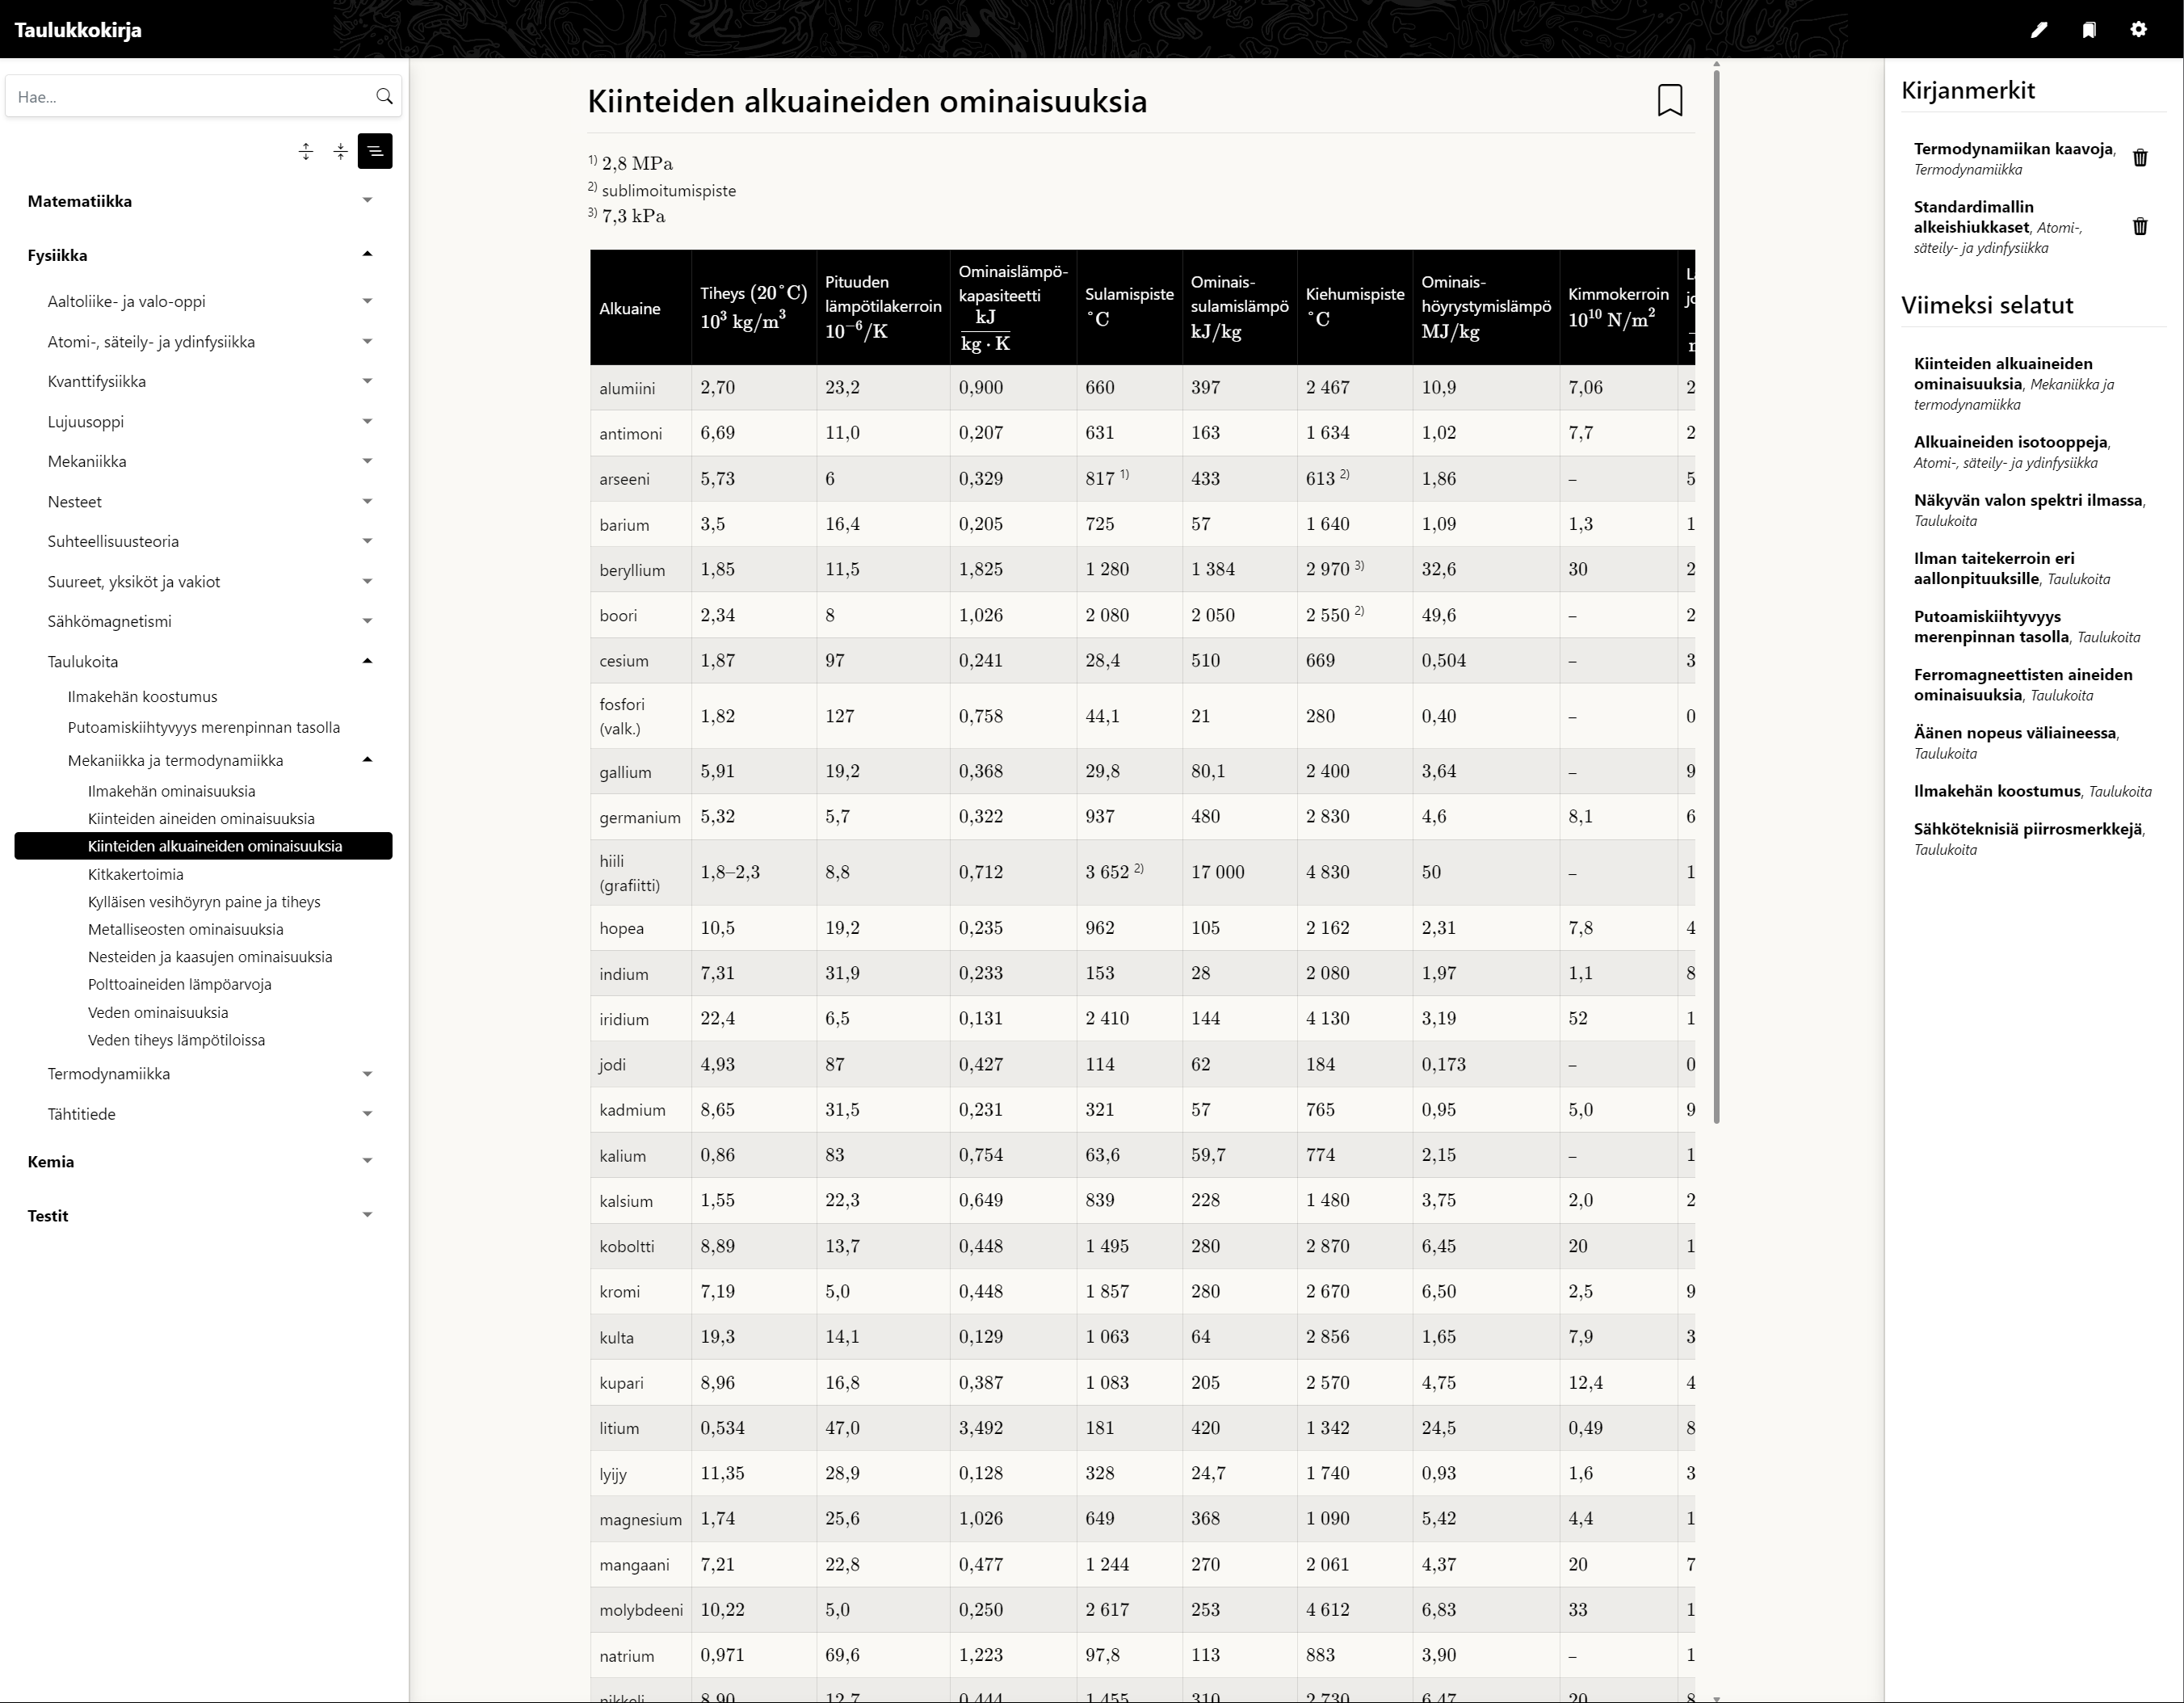 Taulukkokirja
Hae...
Matematiikka
Fysiikka
Aaltoliike- ja valo-oppi
Atomi-, säteily- ja ydinfysiikka
Kvanttifysiikka
Lujuusoppi
Mekaniikka
Nesteet
Suhteellisuusteoria
Suureet, yksiköt ja vakiot
Sähkömagnetismi
Taulukoita
Ilmakehän koostumus
Putoamiskiihtyvyys merenpinnan tasolla
Mekaniikka ja termodynamiikka
Ilmakehän ominaisuuksia
Kiinteiden aineiden ominaisuuksia
Kiinteiden alkuaineiden ominaisuuksia
Kitkakertoimia
Kylläisen vesihöyryn paine ja tiheys
Metalliseosten ominaisuuksia
Nesteiden ja kaasujen ominaisuuksia
Polttoaineiden lämpöarvoja
Veden ominaisuuksia
Veden tiheys lämpötiloissa
Termodynamiikka
Tähtitiede
Kemia
Testit
Kiinteiden alkuaineiden ominaisuuksia
1) 2,8 MPa
2) sublimoitumispiste
3) 7,3 kPa
Alkuaine | Tiheys (20°C) 10³ kg/m³ | Pituuden lämpötilakerroin 10⁻⁶/K | Ominaislämpö-kapasiteetti kJ/(kg · K) | Sulamispiste °C | Ominais-sulamislämpö kJ/kg | Kiehumispiste °C | Ominais-höyrystymislämpö MJ/kg | Kimmokerroin 10¹⁰ N/m²
alumiini 2,70 23,2 0,900 660 397 2 467 10,9 7,06 2
antimoni 6,69 11,0 0,207 631 163 1 634 1,02 7,7 2
arseeni 5,73 6 0,329 817 1) 433 613 2) 1,86 – 5
barium 3,5 16,4 0,205 725 57 1 640 1,09 1,3 1
beryllium 1,85 11,5 1,825 1 280 1 384 2 970 3) 32,6 30 2
boori 2,34 8 1,026 2 080 2 050 2 550 2) 49,6 – 2
cesium 1,87 97 0,241 28,4 510 669 0,504 – 3
fosfori (valk.) 1,82 127 0,758 44,1 21 280 0,40 – 0
gallium 5,91 19,2 0,368 29,8 80,1 2 400 3,64 – 9
germanium 5,32 5,7 0,322 937 480 2 830 4,6 8,1 6
hiili (grafiitti) 1,8–2,3 8,8 0,712 3 652 2) 17 000 4 830 50 – 1
hopea 10,5 19,2 0,235 962 105 2 162 2,31 7,8 4
indium 7,31 31,9 0,233 153 28 2 080 1,97 1,1 8
iridium 22,4 6,5 0,131 2 410 144 4 130 3,19 52 1
jodi 4,93 87 0,427 114 62 184 0,173 – 0
kadmium 8,65 31,5 0,231 321 57 765 0,95 5,0 9
kalium 0,86 83 0,754 63,6 59,7 774 2,15 – 1
kalsium 1,55 22,3 0,649 839 228 1 480 3,75 2,0 2
koboltti 8,89 13,7 0,448 1 495 280 2 870 6,45 20 1
kromi 7,19 5,0 0,448 1 857 280 2 670 6,50 2,5 9
kulta 19,3 14,1 0,129 1 063 64 2 856 1,65 7,9 3
kupari 8,96 16,8 0,387 1 083 205 2 570 4,75 12,4 4
litium 0,534 47,0 3,492 181 420 1 342 24,5 0,49 8
lyijy 11,35 28,9 0,128 328 24,7 1 740 0,93 1,6 3
magnesium 1,74 25,6 1,026 649 368 1 090 5,42 4,4 1
mangaani 7,21 22,8 0,477 1 244 270 2 061 4,37 20 7
molybdeeni 10,22 5,0 0,250 2 617 253 4 612 6,83 33 1
natrium 0,971 69,6 1,223 97,8 113 883 3,90 – 1
nikkeli 8,90 12,7 0,444 1 455 310 2 730 6,47 20 8
Kirjanmerkit
Termodynamiikan kaavoja,
Termodynamiikka
Standardimallin
alkeishiukkaset, Atomi-,
säteily- ja ydinfysiikka
Viimeksi selatut
Kiinteiden alkuaineiden
ominaisuuksia, Mekaniikka ja
termodynamiikka
Alkuaineiden isotooppeja,
Atomi-, säteily- ja ydinfysiikka
Näkyvän valon spektri ilmassa,
Taulukoita
Ilman taitekerroin eri
aallonpituuksille, Taulukoita
Putoamiskiihtyvyys
merenpinnan tasolla, Taulukoita
Ferromagneettisten aineiden
ominaisuuksia, Taulukoita
Äänen nopeus väliaineessa,
Taulukoita
Ilmakehän koostumus, Taulukoita
Sähköteknisiä piirrosmerkkejä,
Taulukoita